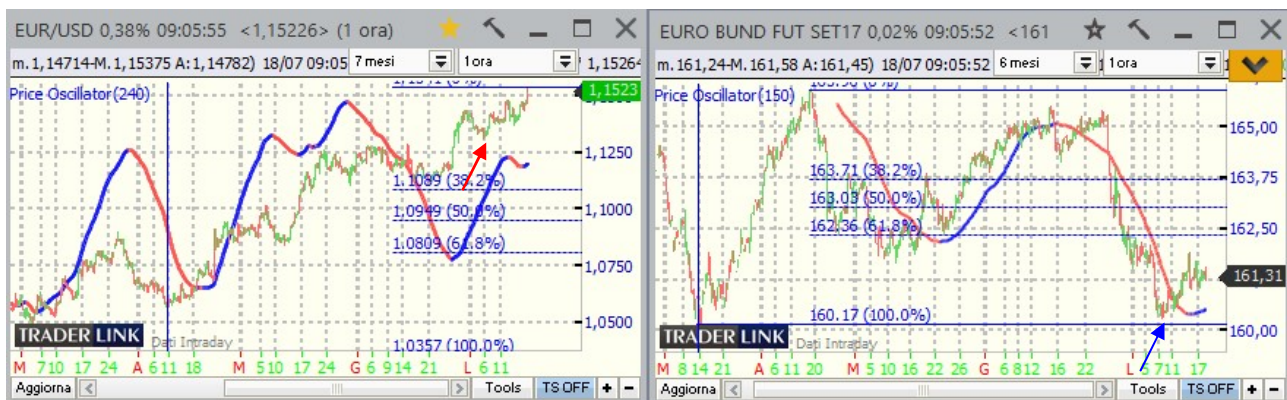 EUR/USD 0,38% 09:05:55 <1,15226> (1 ora)
m. 1,14714-M. 1,15375 A: 1,14782) 18/07 09:05
7 mesi
1 ora
1,15264
Price Oscillator(240)
1,1523
1,1250
1,1089 (38,2%)
1,1000
1,0949 (50,0%)
1,0809 (61,8%)
1,0750
1,0500
1,0357 (100,0%)
TRADER LINK
Dati Intraday
M 7 10 17 24 A 6 11 18 M 5 10 17 24 G 6 9 14 21 L 6 11
Aggiorna
Tools
TS OFF
+
-
EURO BUND FUT SET17 0,02% 09:05:52 <161
m. 161,24-M. 161,58 A:161,45) 18/07 09:05:52
6 mesi
1 ora
Price Oscillator(150)
165,00
163,75
163.71 (38.2%)
163.03 (50.0%)
162.36 (61.8%)
162,50
161,31
160.17 (100.0%)
160,00
TRADER LINK
Dati Intraday
M 8 14 21 A 6 11 20 M 5 10 16 22 26 G 6 8 12 16 22 L 5 7 11 17
Aggiorna
Tools
TS OFF
+
-